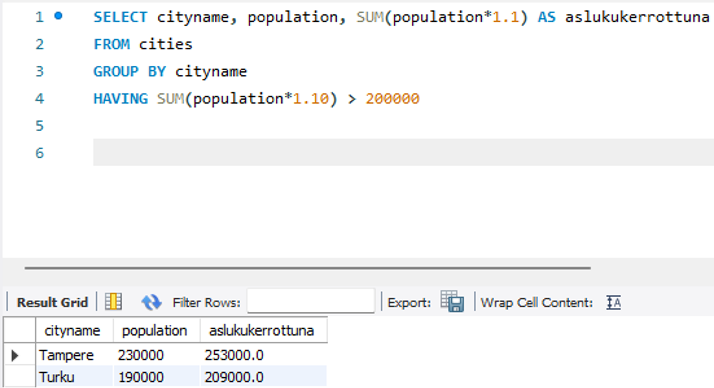 1 SELECT cityname, population, SUM(population*1.1) AS aslukukerrottuna
2 FROM cities
3 GROUP BY cityname
4 HAVING SUM(population*1.10) > 200000
5
6
Result Grid Filter Rows: Export: Wrap Cell Content: IA
cityname population aslukukerrottuna
Tampere 230000 253000.0
Turku 190000 209000.0